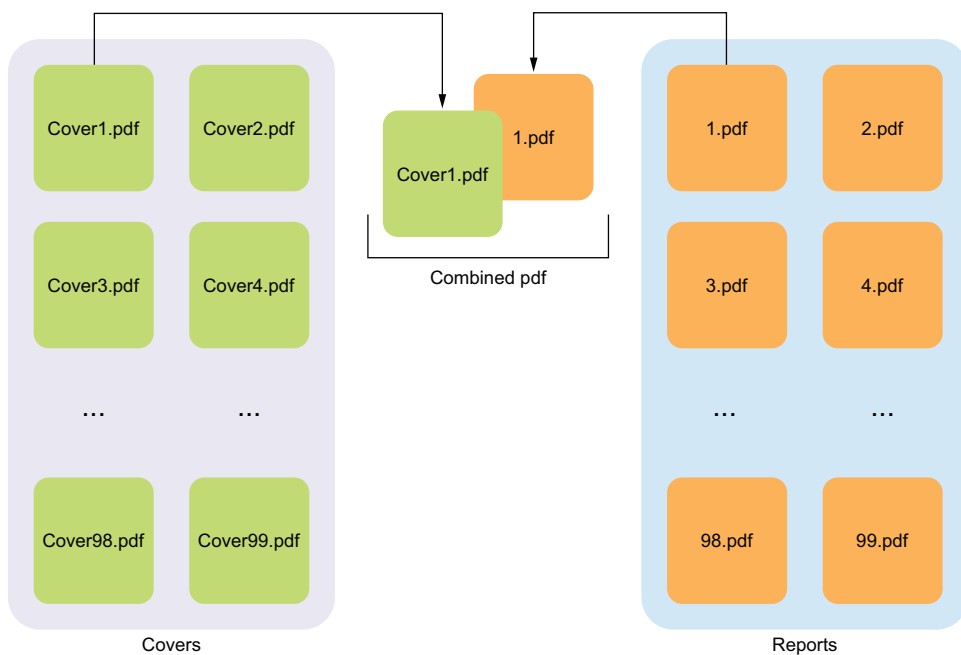 Cover1.pdf
Cover2.pdf
Cover3.pdf
Cover4.pdf
...
...
Cover98.pdf
Cover99.pdf
Covers
1.pdf
Cover1.pdf
Combined pdf
1.pdf
2.pdf
3.pdf
4.pdf
...
...
98.pdf
99.pdf
Reports